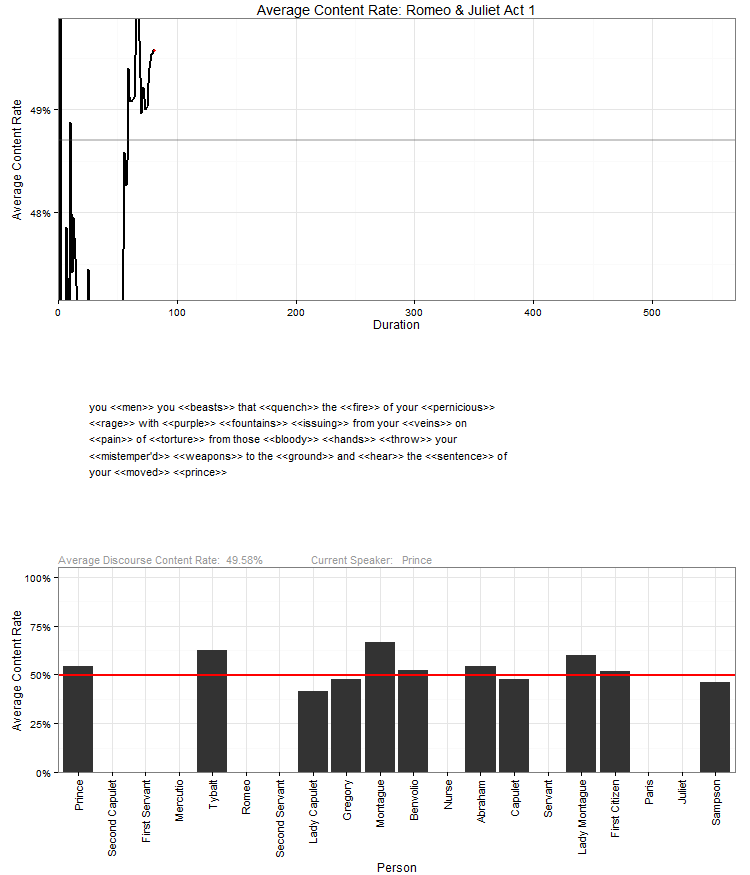 Average Content Rate: Romeo & Juliet Act 1
Average Content Rate
49%
48%
0 100 200 300 400 500
Duration
you <<men>> you <<beasts>> that <<quench>> the <<fire>> of your <<pernicious>>
<<rage>> with <<purple>> <<fountains>> <<issuing>> from your <<veins>> on
<<pain>> of <<torture>> from those <<bloody>> <<hands>> <<throw>> your
<<mistemper'd>> <<weapons>> to the <<ground>> and <<hear>> the <<sentence>> of
your <<moved>> <<prince>>
Average Discourse Content Rate: 49.58% Current Speaker: Prince
Average Content Rate
100%
75%
50%
25%
0%
Prince
Second Capulet
First Servant
Mercutio
Tybalt
Romeo
Second Servant
Lady Capulet
Gregory
Montague
Benvolio
Nurse
Abraham
Capulet
Servant
Lady Montague
First Citizen
Paris
Juliet
Sampson
Person